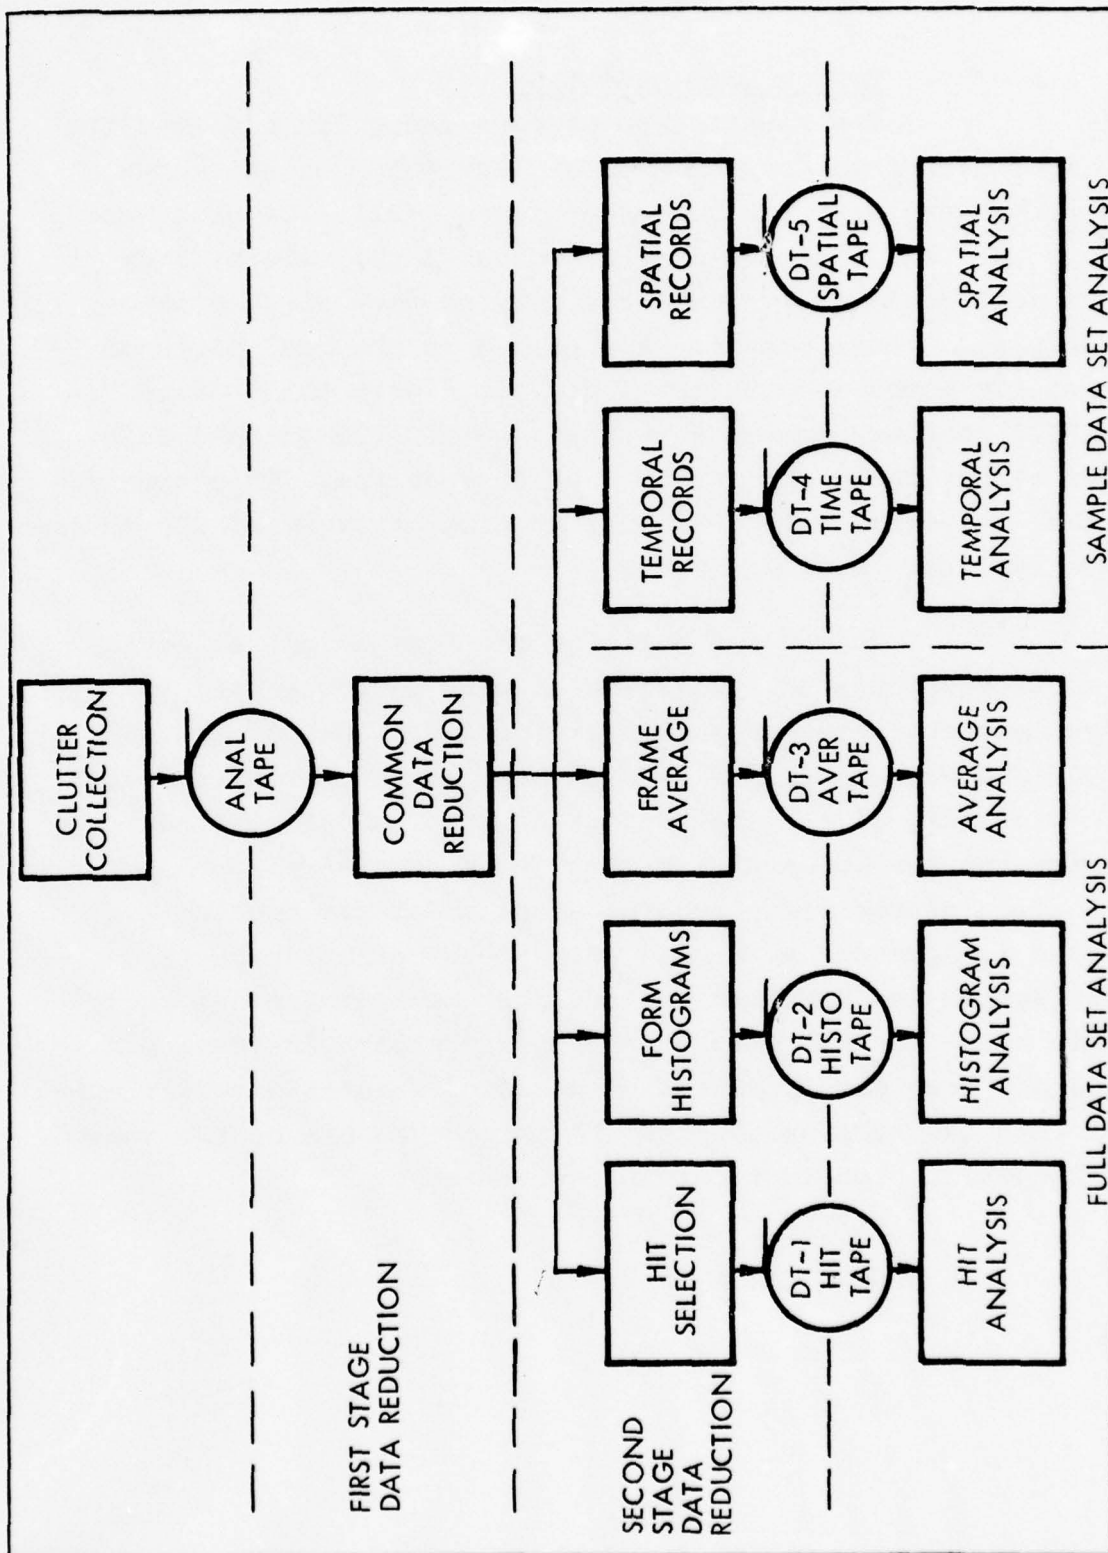 CLUTTER
COLLECTION
ANAL
TAPE
FIRST STAGE
DATA REDUCTION
COMMON
DATA
REDUCTION
SECOND
STAGE
DATA
REDUCTION
HIT
SELECTION
FORM
HISTOGRAMS
FRAME
AVERAGE
TEMPORAL
RECORDS
SPATIAL
RECORDS
DT-1
HIT
TAPE
DT-2
HISTO
TAPE
DT-3
AVER
TAPE
DT-4
TIME
TAPE
DT-5
SPATIAL
TAPE
HIT
ANALYSIS
HISTOGRAM
ANALYSIS
AVERAGE
ANALYSIS
TEMPORAL
ANALYSIS
SPATIAL
ANALYSIS
FULL DATA SET ANALYSIS
SAMPLE DATA SET ANALYSIS